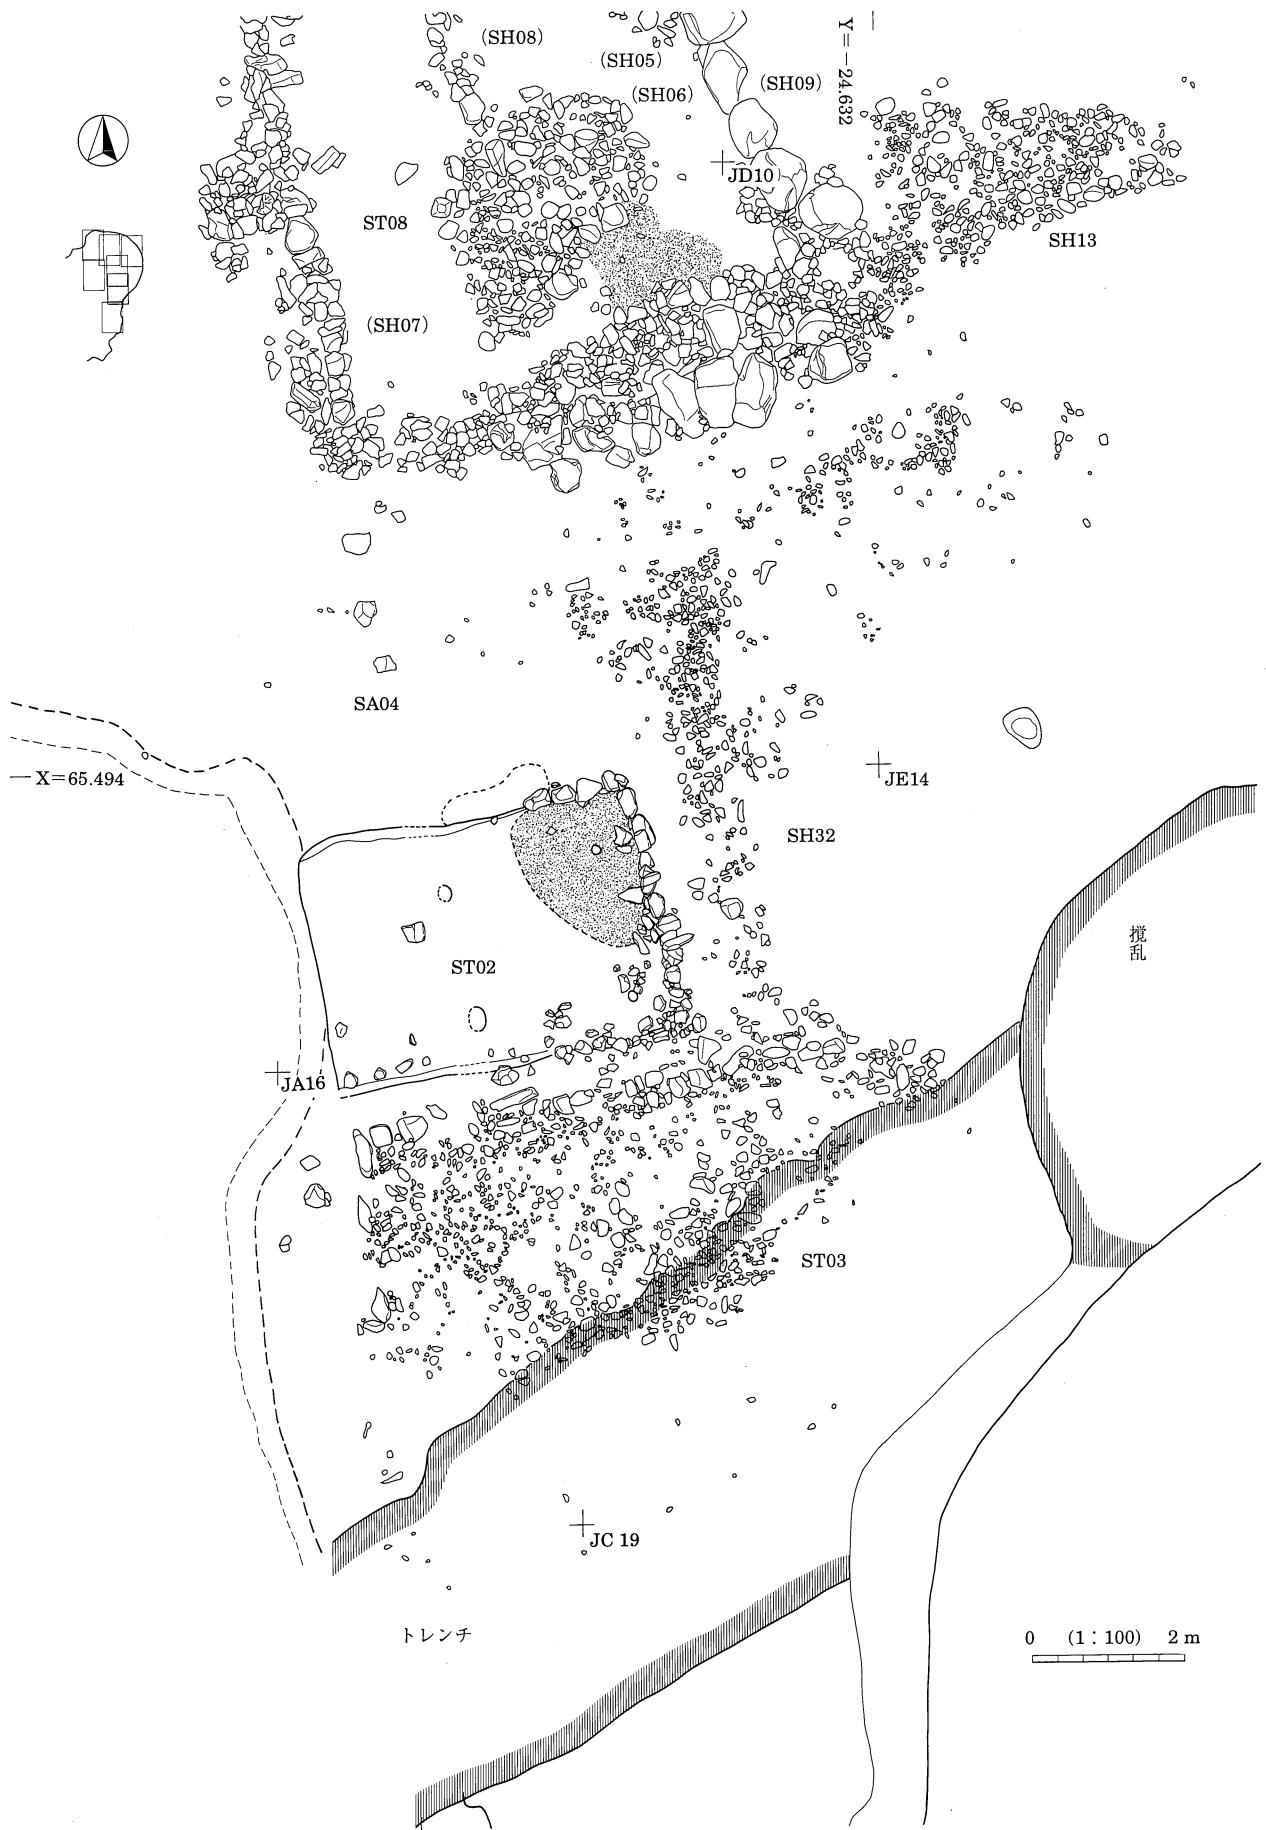 (SH08)
(SH05)
(SH06)
(SH09)
Y=-24.632
JD10
ST08
SH13
(SH07)
SA04
X=65.494
JE14
SH32
攪乱
ST02
JA16
ST03
JC 19
トレンチ
0 (1:100) 2 m